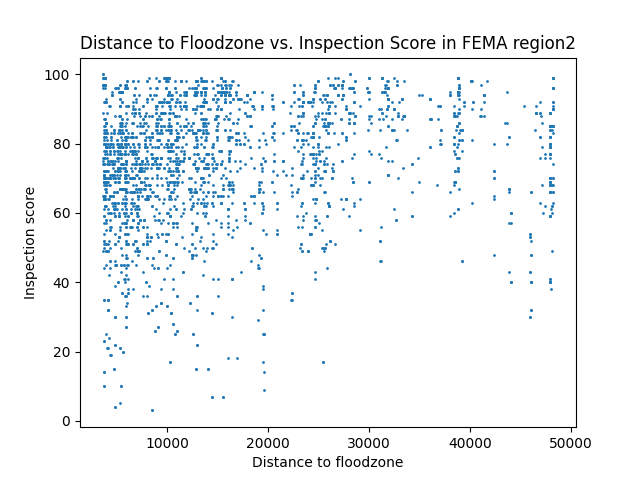 Distance to Floodzone vs. Inspection Score in FEMA region2
100
80
60
40
20
0
Inspection score
10000 20000 30000 40000 50000
Distance to floodzone